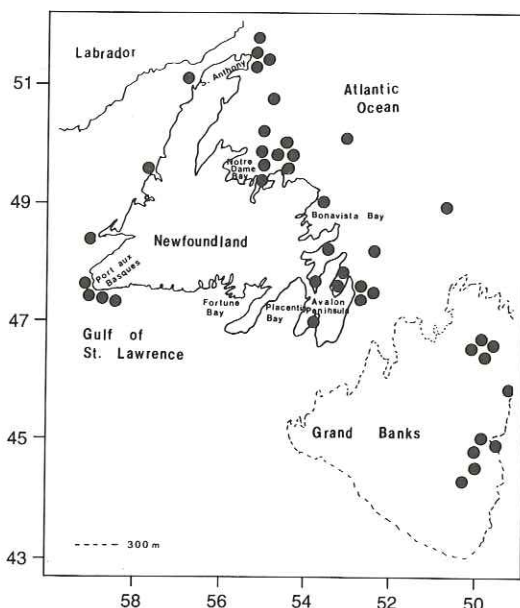 Labrador
51
S. Anthony
Atlantic
Ocean
Notre
Dame
Bay
49
Bonavista Bay
Newfoundland
Port aux
Basques
Fortune
Bay
Placentia
Bay
Avalon
Peninsula
47
Gulf of
St. Lawrence
45
Grand Banks
300 m
43
58
56
54
52
50